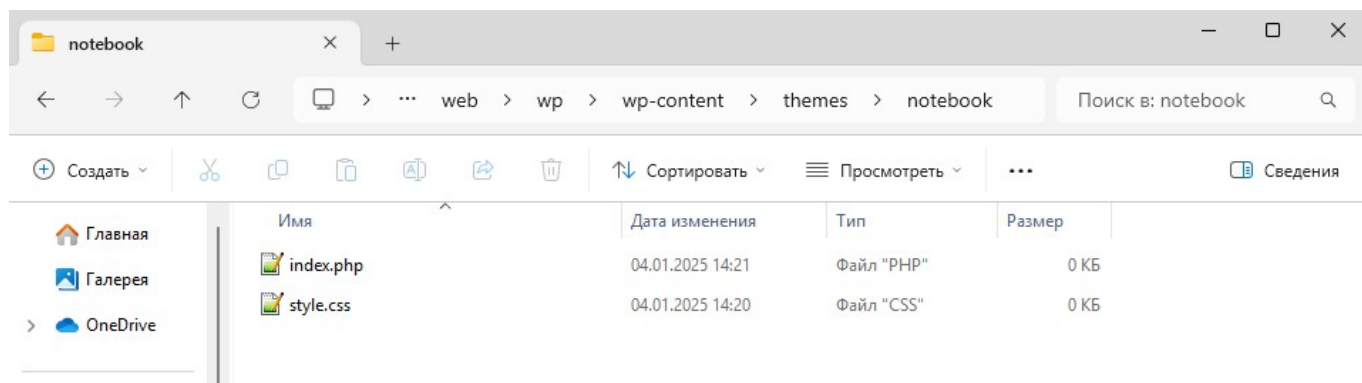 notebook
web > wp > wp-content > themes > notebook Поиск в: notebook
Создать Сортировать Просмотреть ... Сведения
Имя Дата изменения Тип Размер
Главная
Галерея
OneDrive
index.php 04.01.2025 14:21 Файл "PHP" 0 КБ
style.css 04.01.2025 14:20 Файл "CSS" 0 КБ